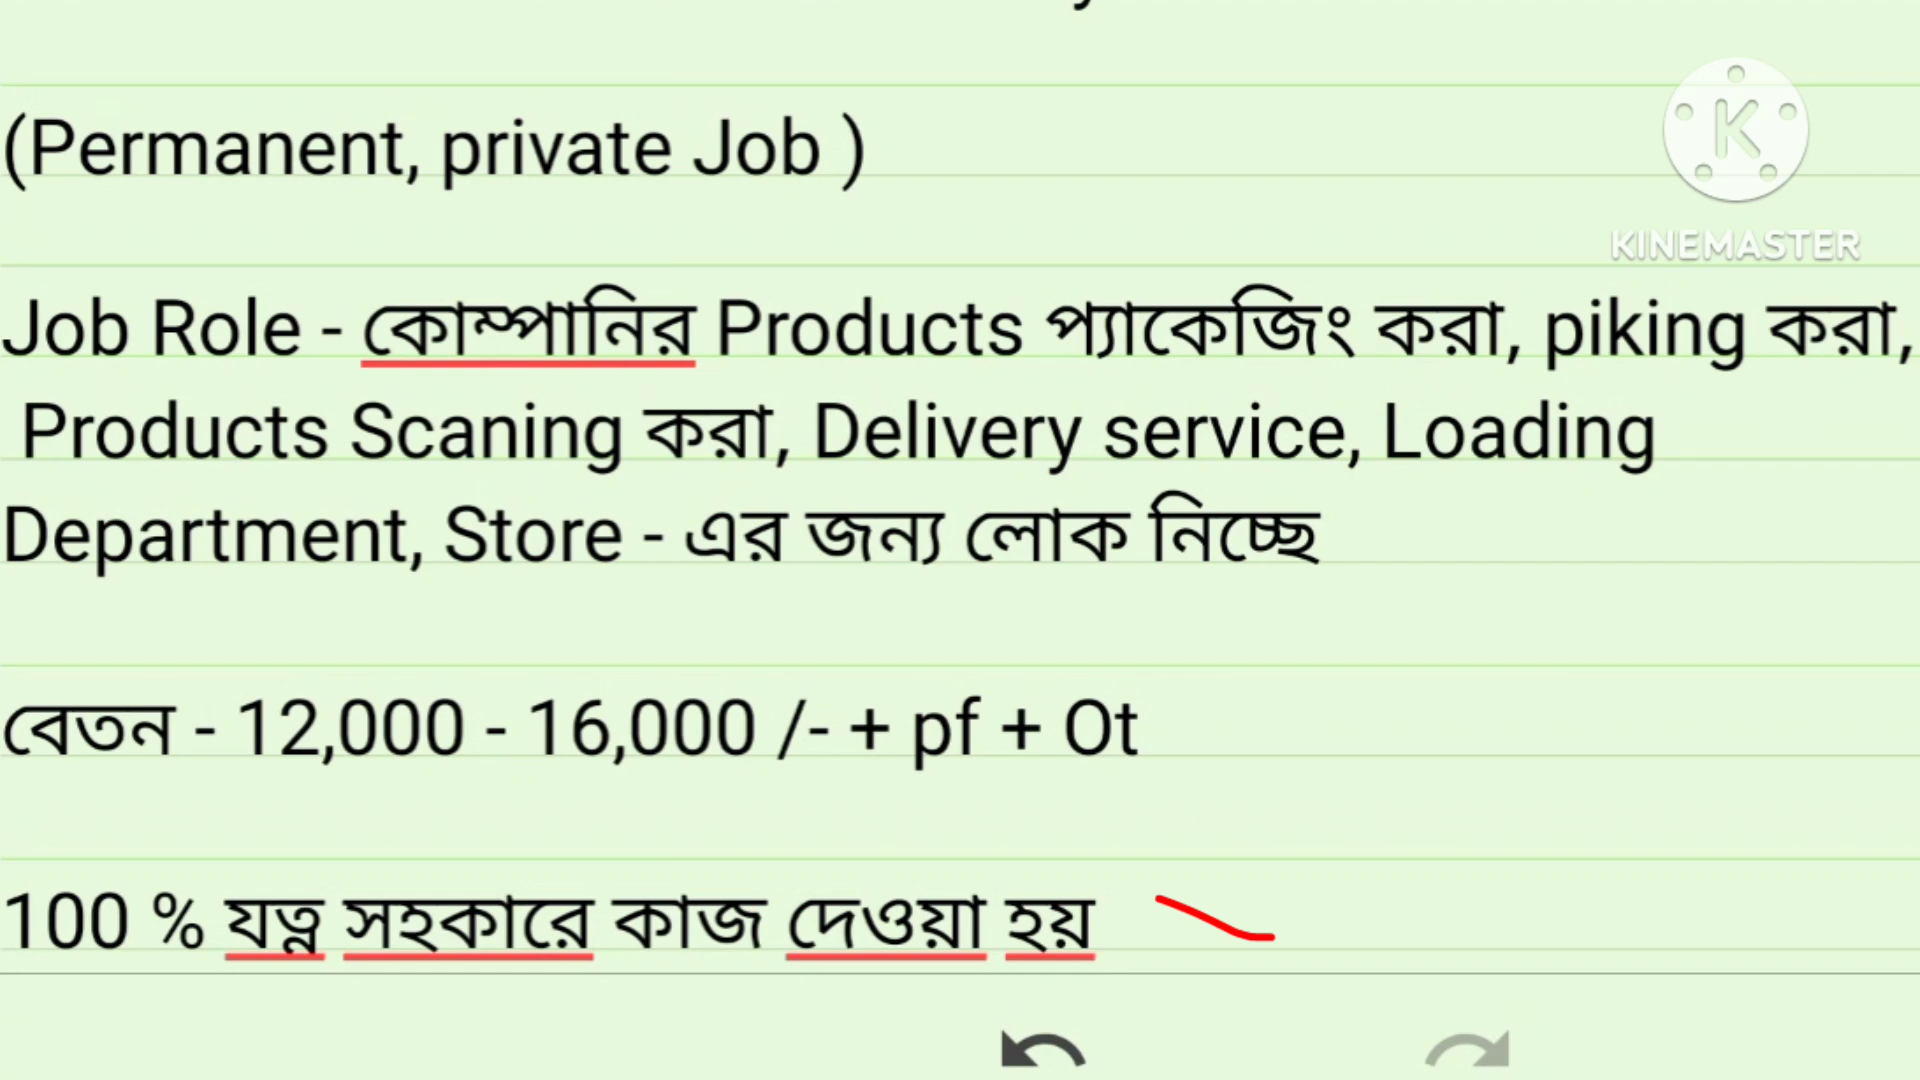 (Permanent, private Job )
K
KINEMASTER
Job Role - কোম্পানির Products প্যাকেজিং করা, piking করা,
Products Scaning করা, Delivery service, Loading
Department, Store - এর জন্য লোক নিচ্ছে
বেতন - 12,000 - 16,000 /- + pf + Ot
100 % যত্ন সহকারে কাজ দেওয়া হয়